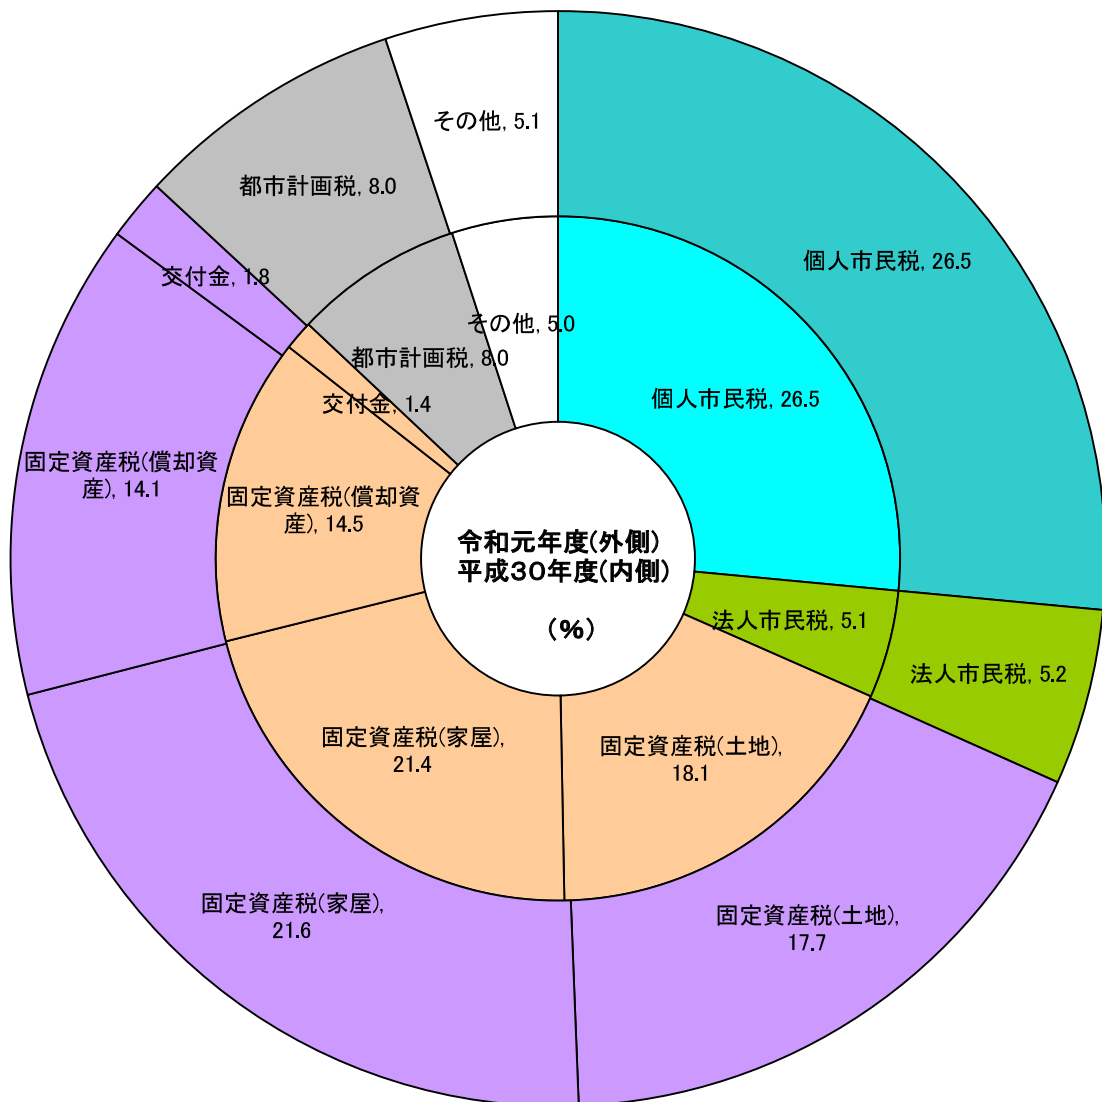 その他, 5.1
都市計画税, 8.0
個人市民税, 26.5
交付金, 1.8
その他, 5.0
都市計画税, 8.0
個人市民税, 26.5
交付金, 1.4
固定資産税(償却資
産), 14.1
固定資産税(償却資
産), 14.5
令和元年度(外側)
平成３０年度(内側)
（％）
法人市民税, 5.1
法人市民税, 5.2
固定資産税(家屋),
21.4
固定資産税(土地),
18.1
固定資産税(家屋),
21.6
固定資産税(土地),
17.7